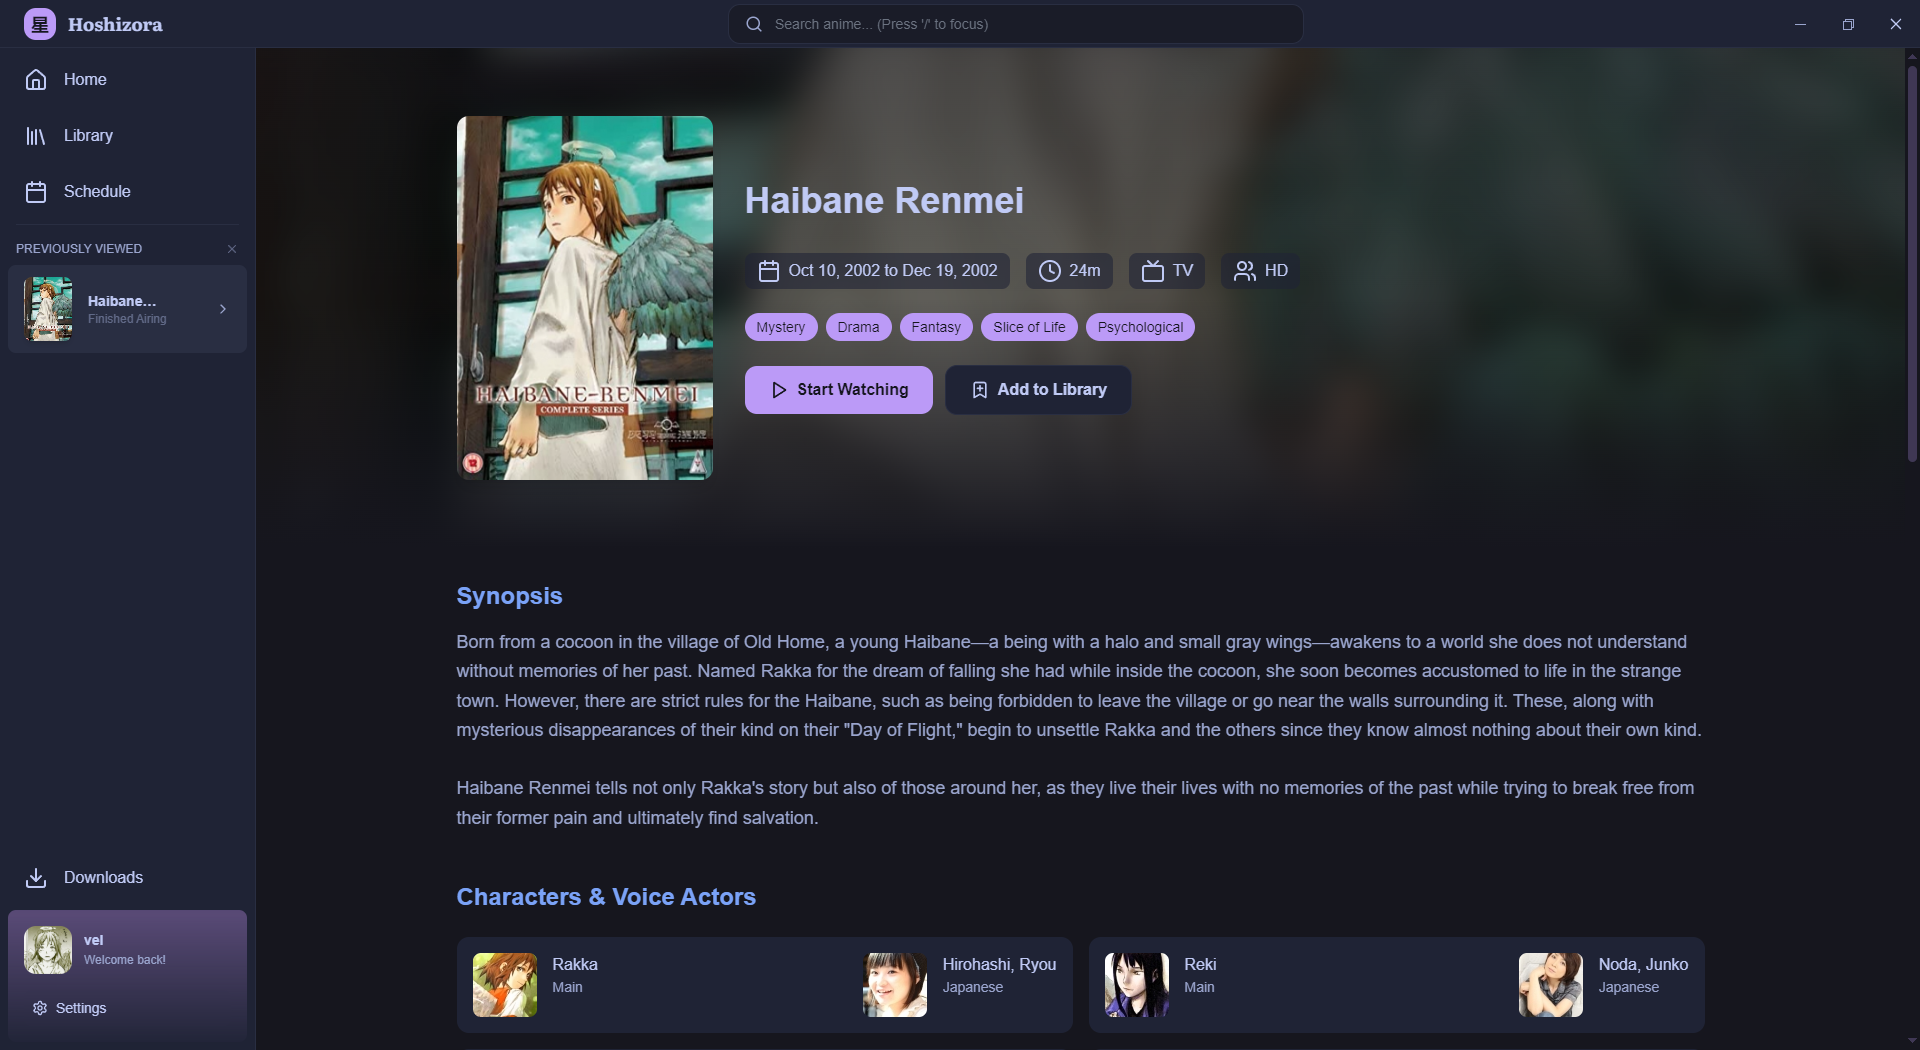 星 Hoshizora
Search anime... (Press '/' to focus)
Home
Library
Schedule
PREVIOUSLY VIEWED
Haibane...
Finished Airing
Downloads
vel
Welcome back!
Settings
HAIBANE-RENMEI
COMPLETE SERIES
12
Haibane Renmei
Oct 10, 2002 to Dec 19, 2002
24m
TV
HD
Mystery
Drama
Fantasy
Slice of Life
Psychological
Start Watching
Add to Library
Synopsis
Born from a cocoon in the village of Old Home, a young Haibane—a being with a halo and small gray wings—awakens to a world she does not understand
without memories of her past. Named Rakka for the dream of falling she had while inside the cocoon, she soon becomes accustomed to life in the strange
town. However, there are strict rules for the Haibane, such as being forbidden to leave the village or go near the walls surrounding it. These, along with
mysterious disappearances of their kind on their "Day of Flight," begin to unsettle Rakka and the others since they know almost nothing about their own kind.
Haibane Renmei tells not only Rakka's story but also of those around her, as they live their lives with no memories of the past while trying to break free from
their former pain and ultimately find salvation.
Characters & Voice Actors
Rakka
Main
Hirohashi, Ryou
Japanese
Reki
Main
Noda, Junko
Japanese